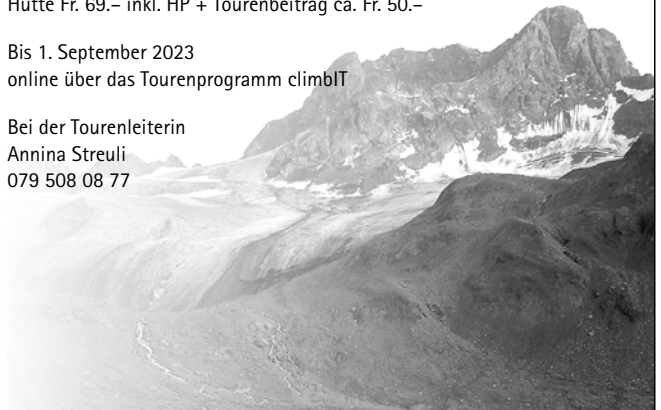 Hütte Fr. 69.– inkl. HP + Tourenbeitrag ca. Fr. 50.–
Bis 1. September 2023
online über das Tourenprogramm climbIT
Bei der Tourenleiterin
Annina Streuli
079 508 08 77